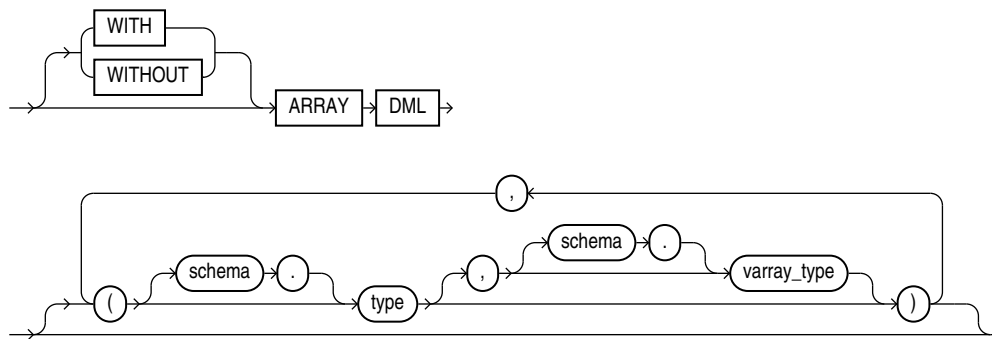 WITH
WITHOUT
ARRAY DML
,
schema .
schema . , varray_type
( type )